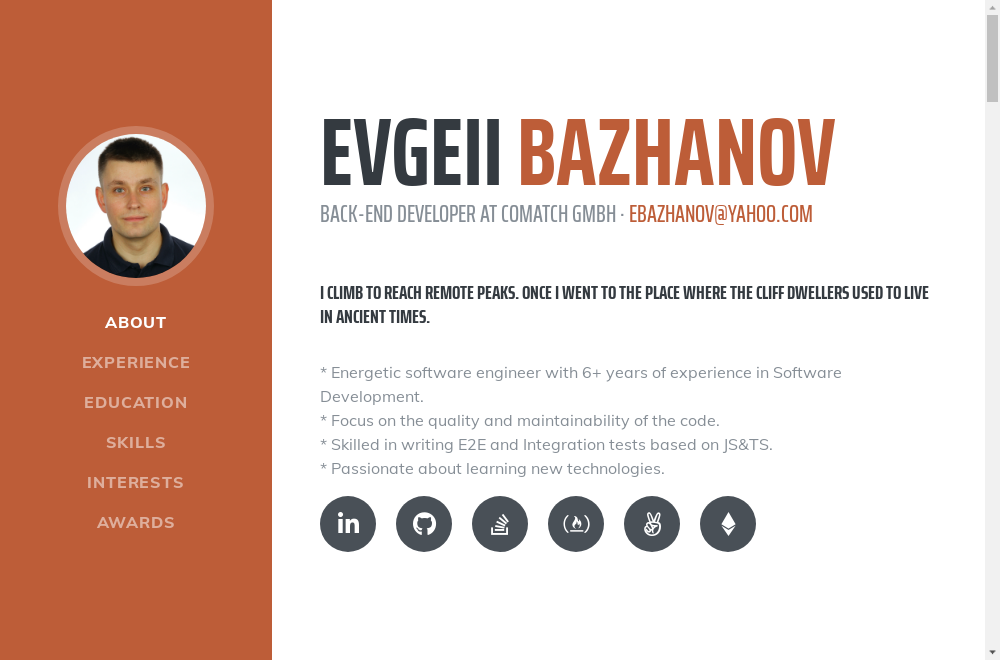 ABOUT
EXPERIENCE
EDUCATION
SKILLS
INTERESTS
AWARDS
EVGEII BAZHANOV
BACK-END DEVELOPER AT COMATCH GMBH · EBAZHANOV@YAHOO.COM
I CLIMB TO REACH REMOTE PEAKS. ONCE I WENT TO THE PLACE WHERE THE CLIFF DWELLERS USED TO LIVE
IN ANCIENT TIMES.
* Energetic software engineer with 6+ years of experience in Software
Development.
* Focus on the quality and maintainability of the code.
* Skilled in writing E2E and Integration tests based on JS&TS.
* Passionate about learning new technologies.
in